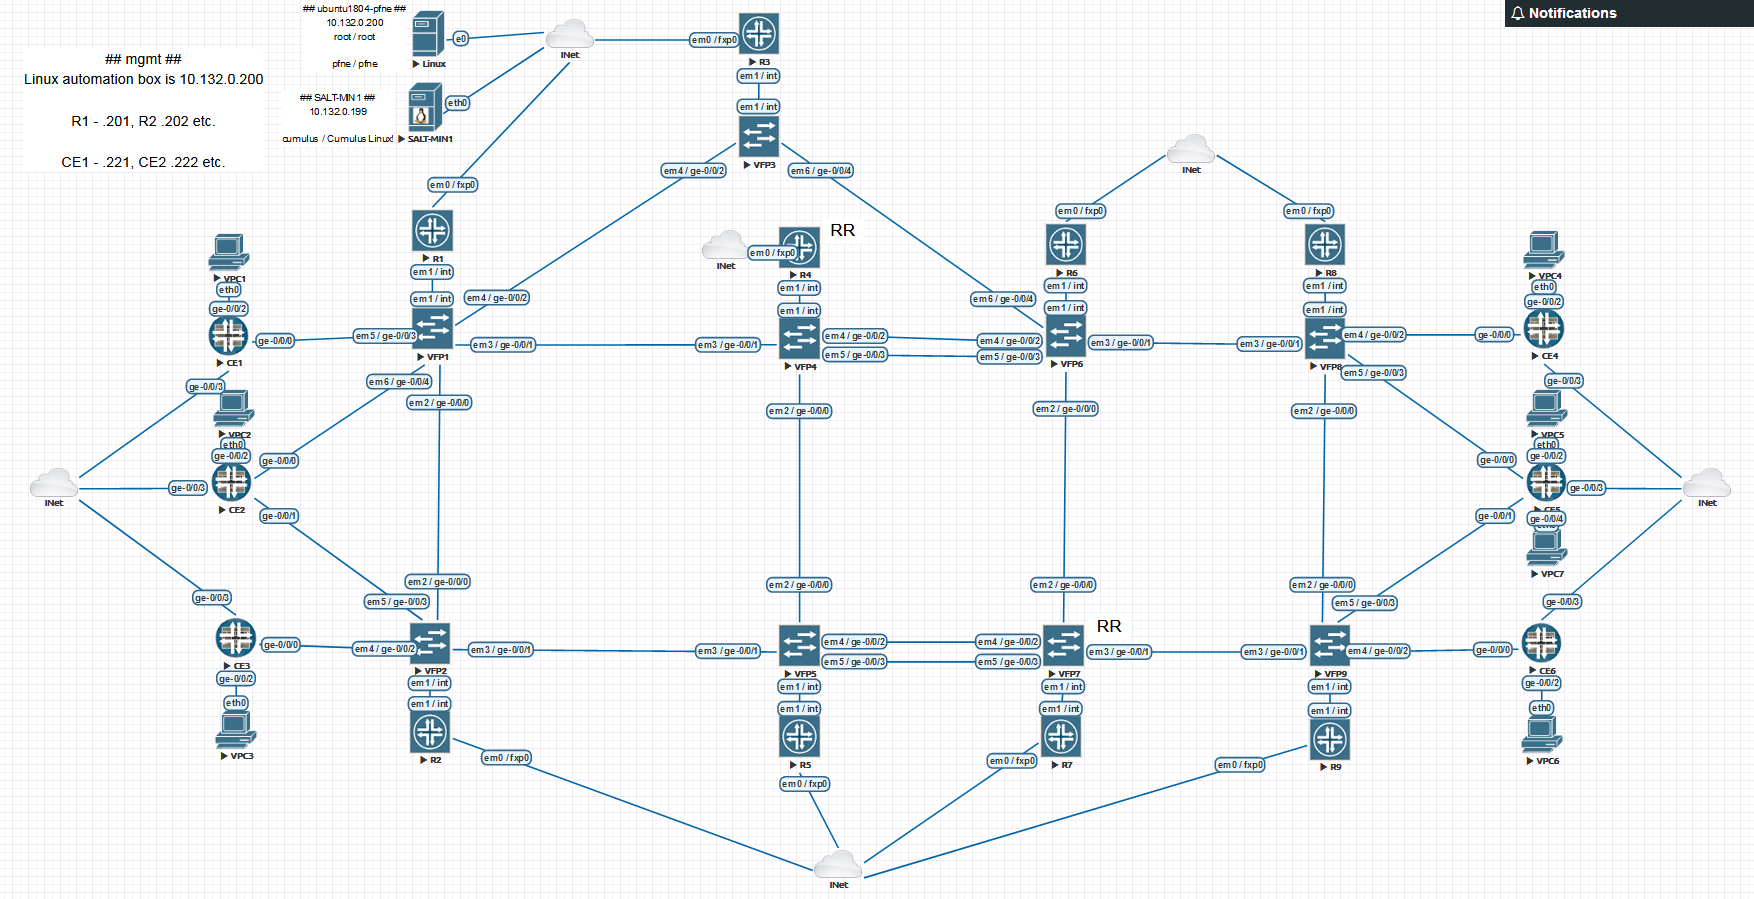 Notifications
## ubuntu1804-pfne ##
10.132.0.200
root / root
pfne / pfne
Linux
e0
INet
em0 / fxp0
R3
em1 / int
em1 / int
VFP3
em4 / ge-0/0/2
em6 / ge-0/0/4
## mgmt ##
Linux automation box is 10.132.0.200
R1 - .201, R2 .202 etc.
CE1 - .221, CE2 .222 etc.
## SALT-MIN1 ##
10.132.0.199
cumulus / CumulusLinux!
SALT-MIN1
eth0
em0 / fxp0
R1
em1 / int
em1 / int
VFP1
em4 / ge-0/0/2
em5 / ge-0/0/3
em3 / ge-0/0/1
em6 / ge-0/0/4
em2 / ge-0/0/0
VPC1
eth0
ge-0/0/2
CE1
ge-0/0/0
ge-0/0/3
VPC2
eth0
ge-0/0/2
CE2
ge-0/0/0
ge-0/0/3
ge-0/0/1
INet
ge-0/0/3
CE3
ge-0/0/0
ge-0/0/2
eth0
VPC3
em2 / ge-0/0/0
em5 / ge-0/0/3
em4 / ge-0/0/2
em3 / ge-0/0/1
VFP2
em1 / int
em1 / int
R2
em0 / fxp0
RR
INet
em0 / fxp0
R4
em1 / int
em1 / int
VFP4
em3 / ge-0/0/1
em4 / ge-0/0/2
em5 / ge-0/0/3
em2 / ge-0/0/0
em2 / ge-0/0/0
em3 / ge-0/0/1
em4 / ge-0/0/2
em5 / ge-0/0/3
VFP5
em1 / int
em1 / int
R5
em0 / fxp0
INet
INet
em0 / fxp0
em0 / fxp0
R6
em1 / int
em1 / int
VFP6
em6 / ge-0/0/4
em4 / ge-0/0/2
em5 / ge-0/0/3
em3 / ge-0/0/1
em2 / ge-0/0/0
em2 / ge-0/0/0
RR
em4 / ge-0/0/2
em5 / ge-0/0/3
em3 / ge-0/0/1
VFP7
em1 / int
em1 / int
R7
em0 / fxp0
R8
em1 / int
em1 / int
VFP8
em3 / ge-0/0/1
em4 / ge-0/0/2
em5 / ge-0/0/3
em2 / ge-0/0/0
em2 / ge-0/0/0
em5 / ge-0/0/3
em3 / ge-0/0/1
em4 / ge-0/0/2
VFP9
em1 / int
em1 / int
R9
em0 / fxp0
VPC4
eth0
ge-0/0/2
ge-0/0/0
CE4
ge-0/0/3
VPC5
eth0
ge-0/0/2
ge-0/0/0
ge-0/0/3
CE5
ge-0/0/1
ge-0/0/4
eth0
VPC7
INet
ge-0/0/3
ge-0/0/0
CE6
ge-0/0/2
eth0
VPC6